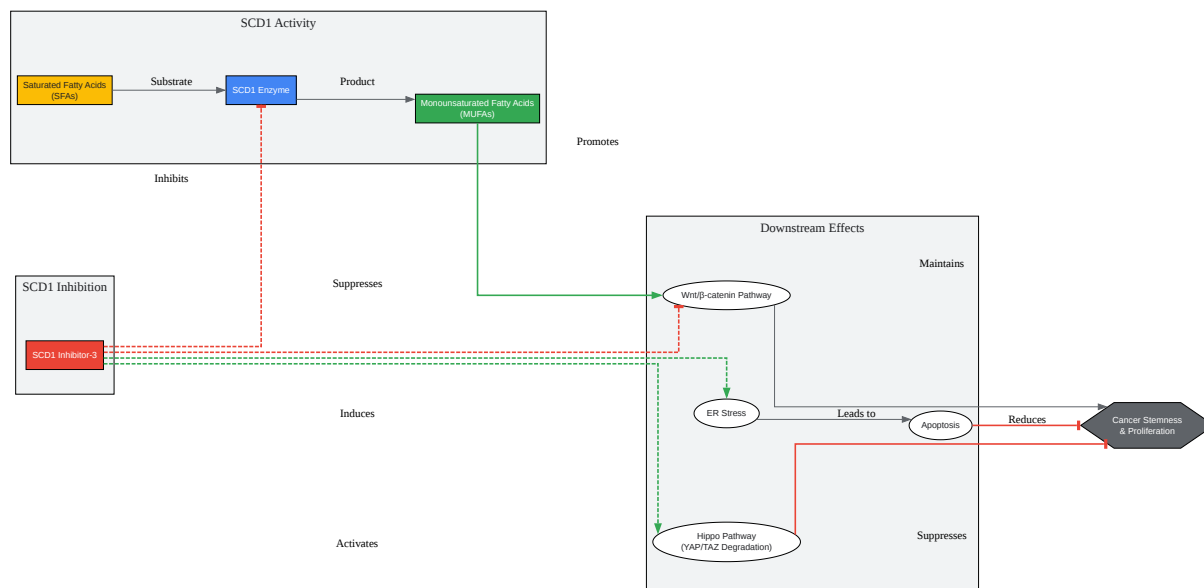 SCD1 Activity
Saturated Fatty Acids
(SFAs)
Substrate
SCD1 Enzyme
Product
Monounsaturated Fatty Acids
(MUFAs)
Promotes
Inhibits
Downstream Effects
Maintains
SCD1 Inhibition
Suppresses
Wnt/β-catenin Pathway
SCD1 Inhibitor-3
Induces
ER Stress
Leads to
Apoptosis
Reduces
Cancer Stemness
& Proliferation
Activates
Hippo Pathway
(YAP/TAZ Degradation)
Suppresses